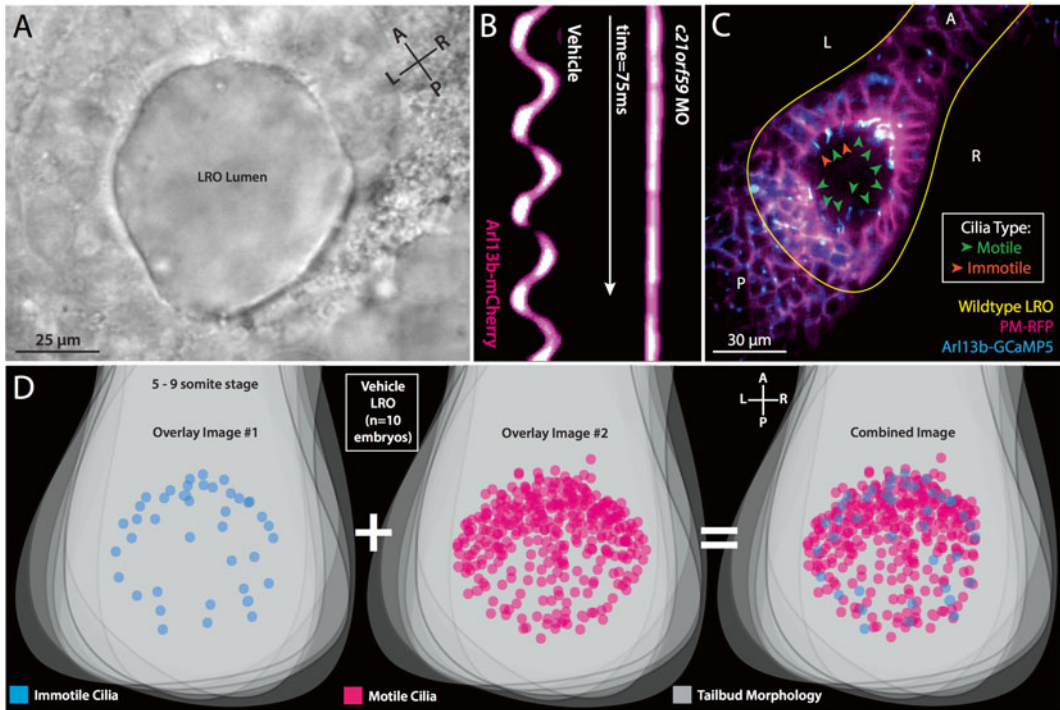 A
A
R
L
P
LRO Lumen
25 µm
B
Vehicle
time=75ms
c21orf59 MO
Arl13b-mCherry
C
A
L
R
P
Cilia Type:
Motile
Immotile
Wildtype LRO
PM-RFP
Arl13b-GCaMP5
30 µm
D
5 - 9 somite stage
Overlay Image #1
Vehicle
LRO
(n=10
embryos)
+
Overlay Image #2
=
A
L
R
P
Combined Image
Immotile Cilia
Motile Cilia
Tailbud Morphology